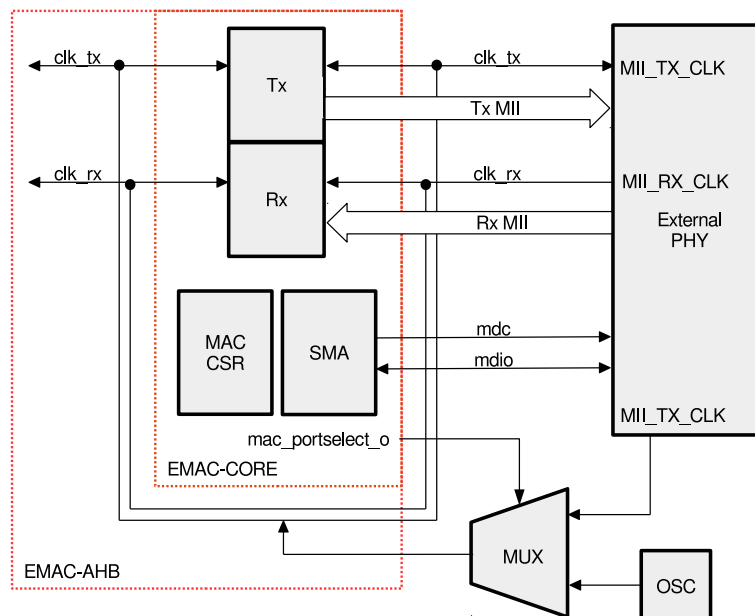 clk_tx
Tx
clk_tx
MII_TX_CLK
Tx MII
clk_rx
Rx
clk_rx
MII_RX_CLK
Rx MII
External
PHY
MAC
CSR
SMA
mdc
mdio
MII_TX_CLK
mac_portselect_o
EMAC-CORE
MUX
EMAC-AHB
OSC